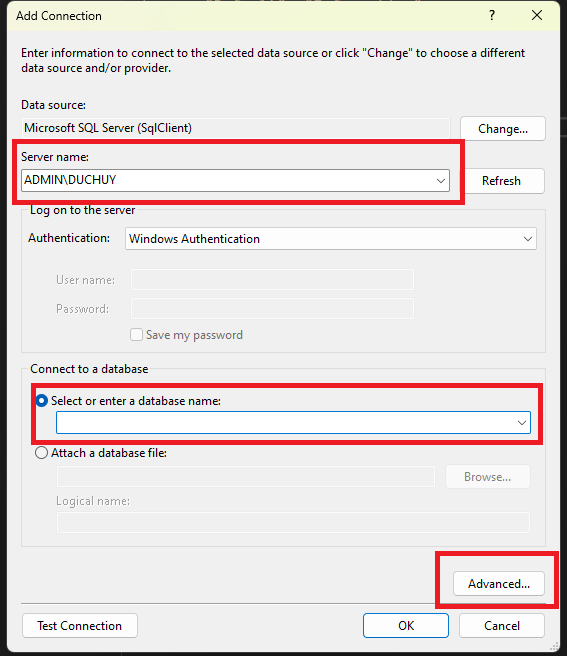 Add Connection
?
Enter information to connect to the selected data source or click "Change" to choose a different
data source and/or provider.
Data source:
Microsoft SQL Server (SqlClient)
Change...
Server name:
ADMIN\DUCHUY
Refresh
Log on to the server
Authentication:
Windows Authentication
User name:
Password:
Save my password
Connect to a database
Select or enter a database name:
Attach a database file:
Browse...
Logical name:
Advanced...
Test Connection
OK
Cancel